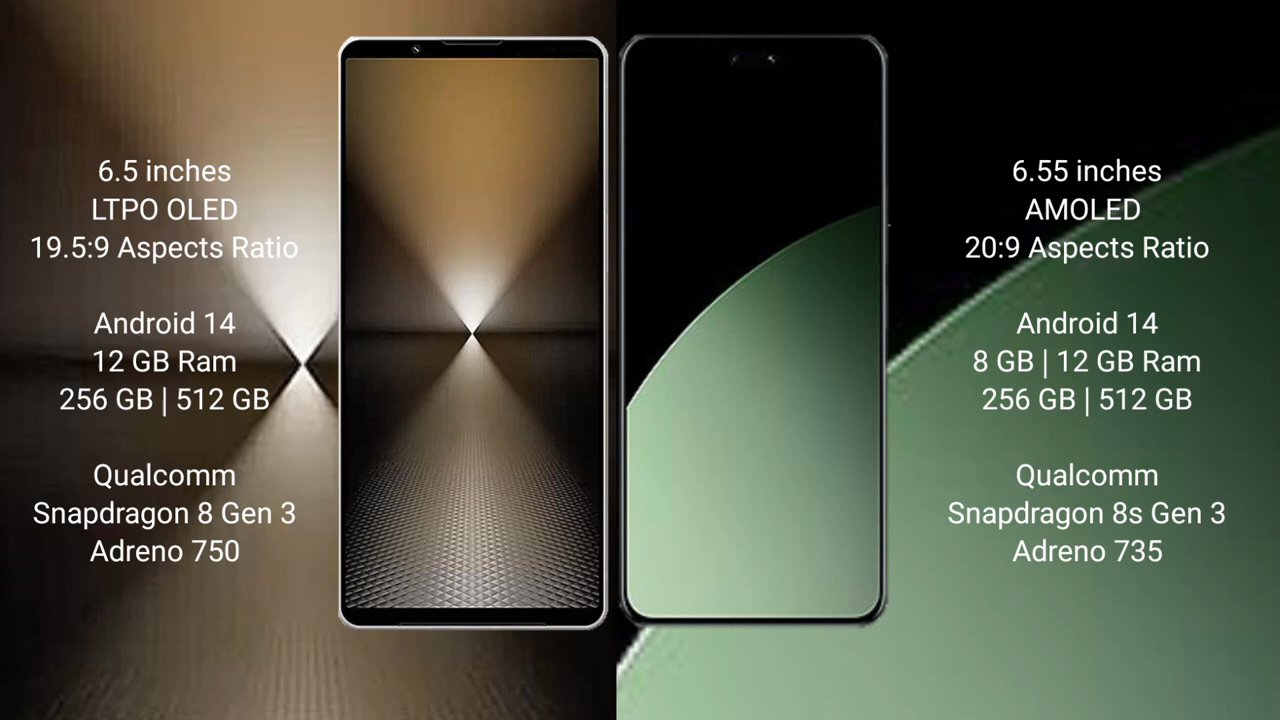 6.5 inches
LTPO OLED
19.5:9 Aspects Ratio
Android 14
12 GB Ram
256 GB | 512 GB
Qualcomm
Snapdragon 8 Gen 3
Adreno 750
6.55 inches
AMOLED
20:9 Aspects Ratio
Android 14
8 GB | 12 GB Ram
256 GB | 512 GB
Qualcomm
Snapdragon 8s Gen 3
Adreno 735